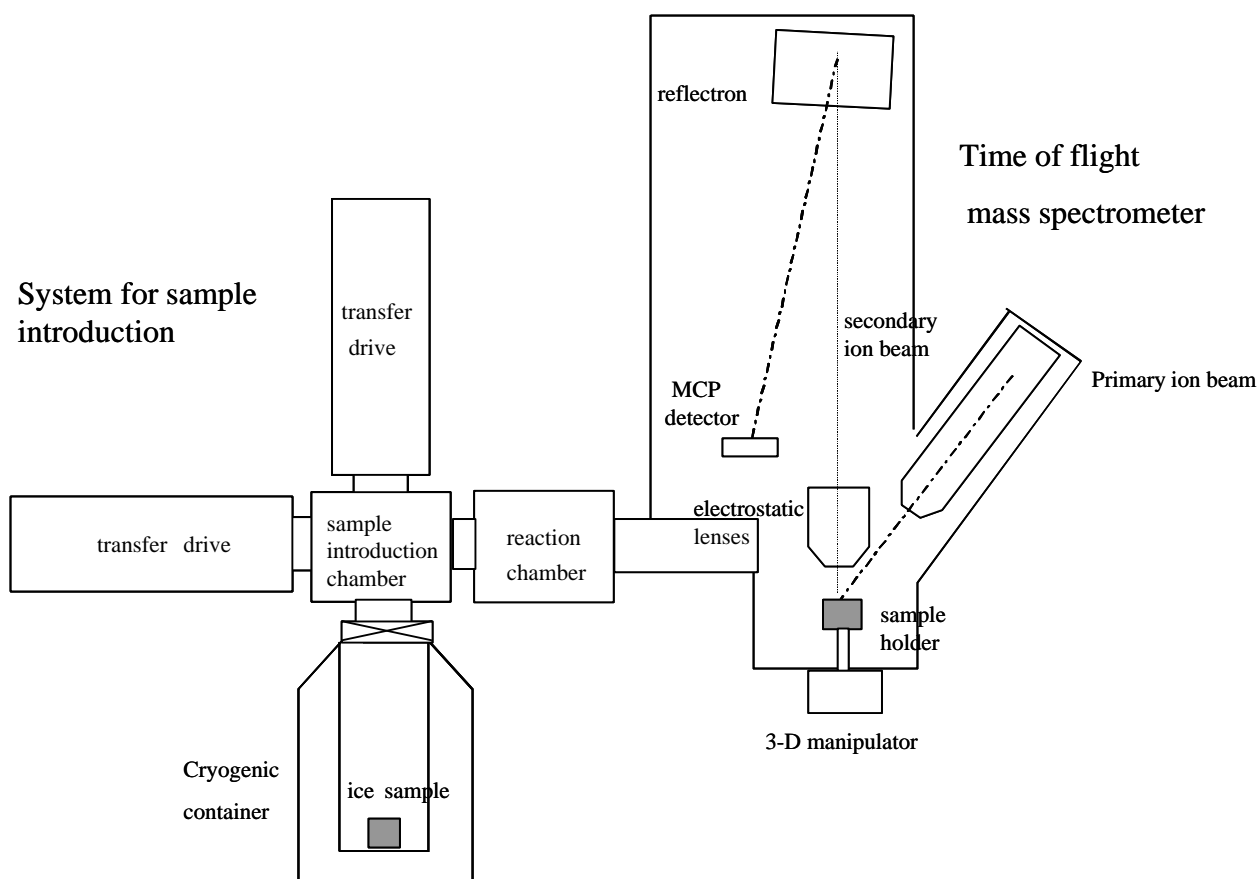 reflectron
Time of flight
mass spectrometer
System for sample
introduction
transfer
drive
secondary
ion beam
Primary ion beam
MCP
detector
electrostatic
lenses
transfer drive
sample
introduction
chamber
reaction
chamber
sample
holder
3-D manipulator
Cryogenic
container
ice sample